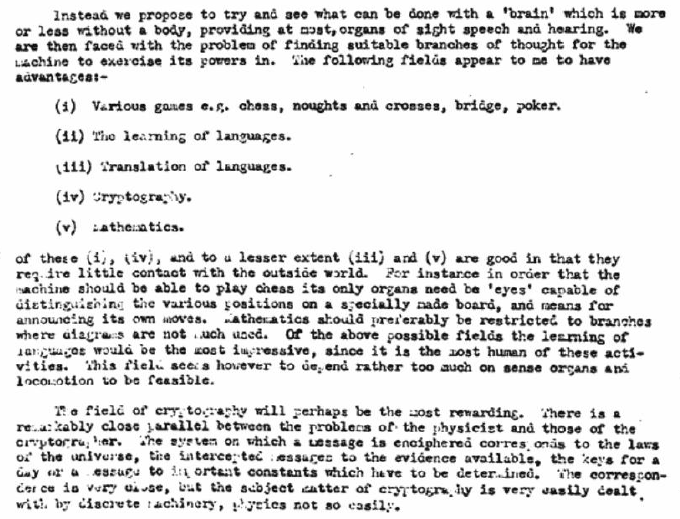 Instead we propose to try and see what can be done with a 'brain' which is more
or less without a body, providing at most, organs of sight speech and hearing. We
are then faced with the problem of finding suitable branches of thought for the
machine to exercise its powers in. The following fields appear to me to have
advantages:-
(i) Various games e.g. chess, noughts and crosses, bridge, poker.
(ii) The learning of languages.
(iii) Translation of languages.
(iv) Cryptography.
(v) Mathematics.
of these (i), (iv), and to a lesser extent (iii) and (v) are good in that they
require little contact with the outside world. For instance in order that the
machine should be able to play chess its only organs need be 'eyes' capable of
distinguishing the various positions on a specially made board, and means for
announcing its own moves. Mathematics should preferably be restricted to branches
where diagrams are not much used. Of the above possible fields the learning of
languages would be the most impressive, since it is the most human of these acti-
vities. This field seems however to depend rather too much on sense organs and
locomotion to be feasible.
The field of cryptography will perhaps be the most rewarding. There is a
remarkably close parallel between the problems of the physicist and those of the
cryptographer. The system on which a message is enciphered corresponds to the laws
of the universe, the intercepted messages to the evidence available, the keys for a
day or a message to important constants which have to be determined. The correspon-
dence is very close, but the subject matter of cryptography is very easily dealt
with by discrete machinery, physics not so easily.